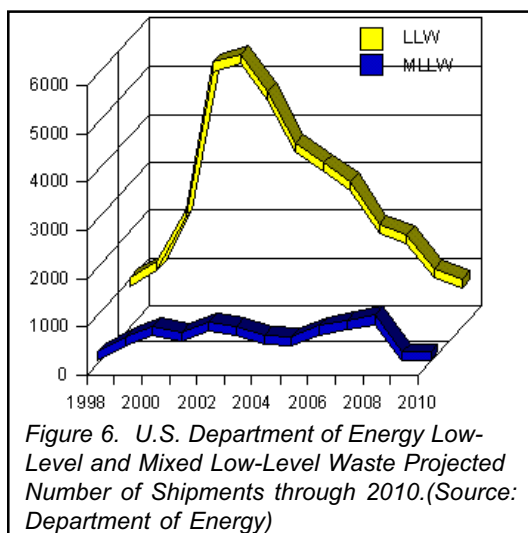 LLW
MLLW
6000
5000
4000
3000
2000
1000
0
1998 2000 2002 2004 2006 2008 2010
Figure 6. U.S. Department of Energy Low-
Level and Mixed Low-Level Waste Projected
Number of Shipments through 2010.(Source:
Department of Energy)